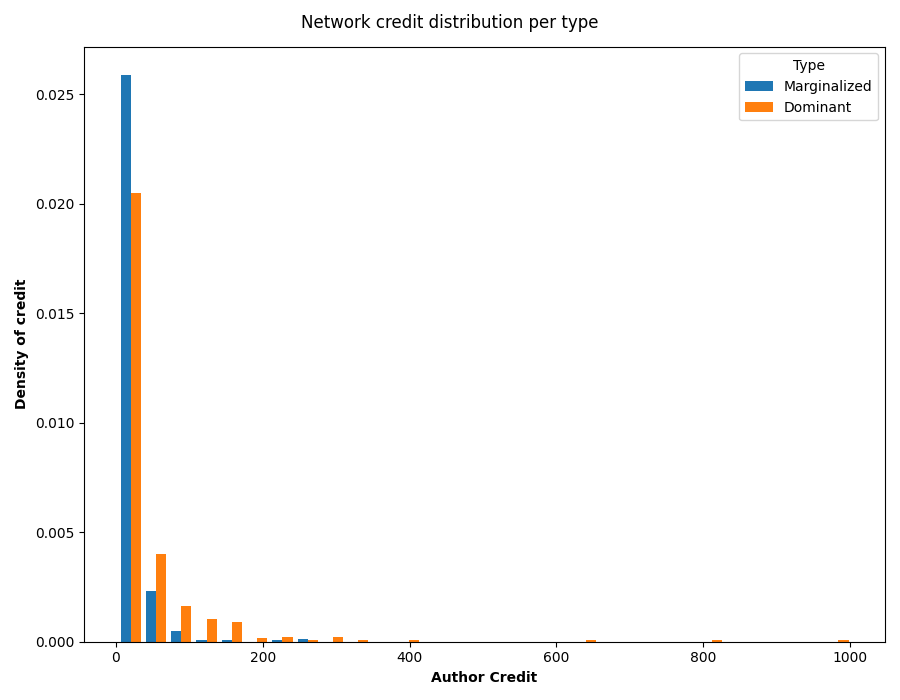 Network credit distribution per type
Type
Marginalized
Dominant
0.025
0.020
0.015
0.010
0.005
0.000
Density of credit
0 200 400 600 800 1000
Author Credit